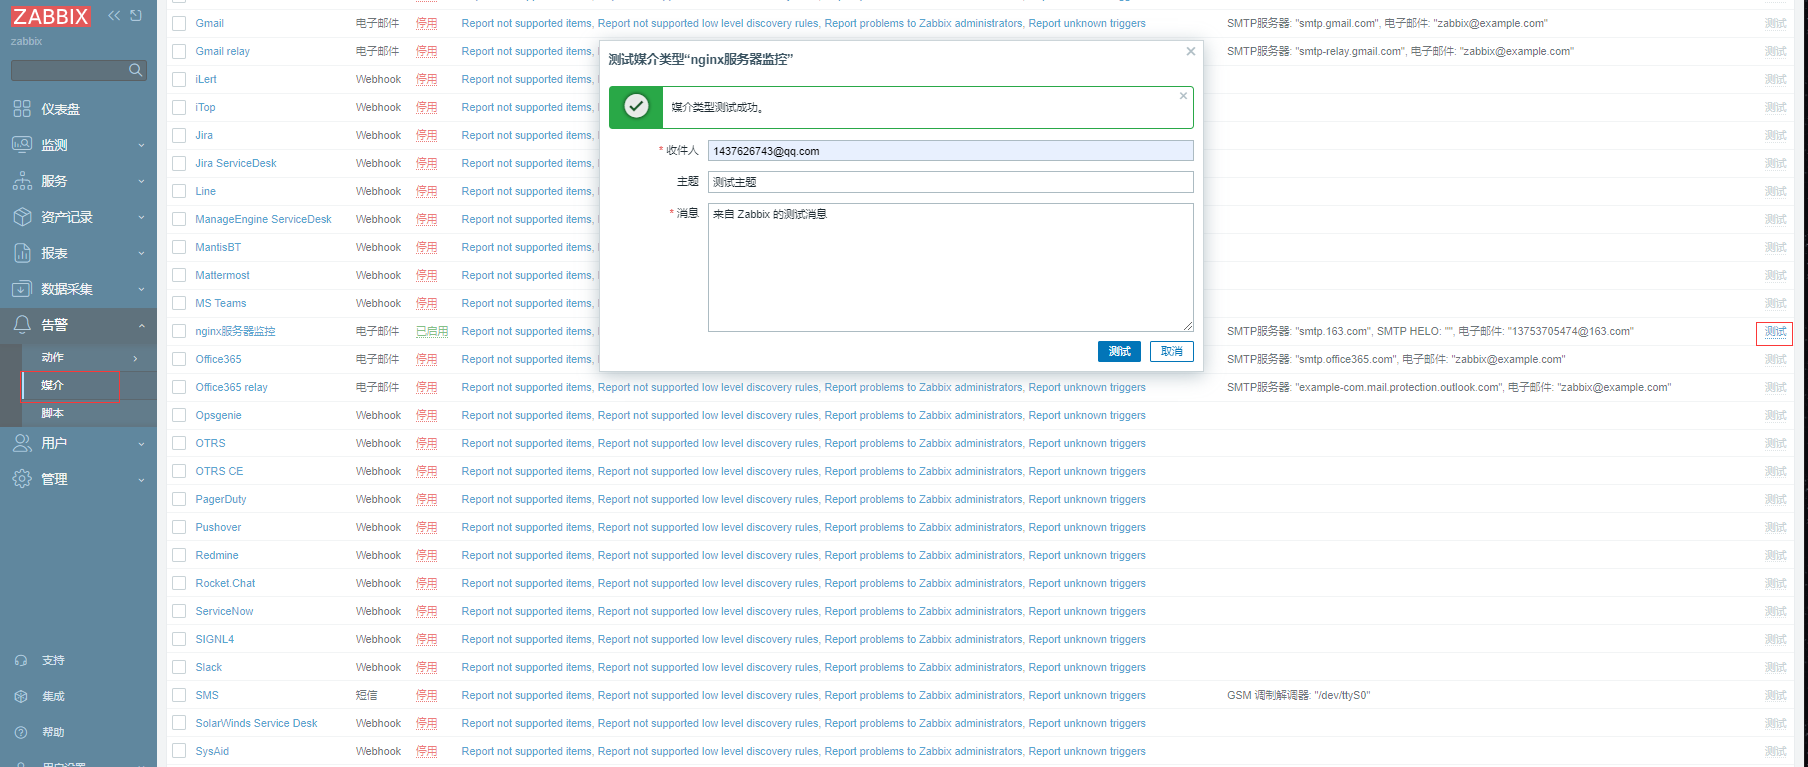 ZABBIX
zabbix
仪表盘
监测
服务
资产记录
报表
数据采集
告警
动作
媒介
脚本
用户
管理
支持
集成
帮助
用户设置
Gmail 电子邮件 停用 Report not supported items, Report not supported low level discovery rules, Report problems to Zabbix administrators, Report unknown triggers SMTP服务器: "smtp.gmail.com", 电子邮件: "zabbix@example.com" 测试
Gmail relay 电子邮件 停用 Report not supported items, SMTP服务器: "smtp-relay.gmail.com", 电子邮件: "zabbix@example.com" 测试
iLert Webhook 停用 Report not supported items, 测试
iTop Webhook 停用 Report not supported items, 测试
Jira Webhook 停用 Report not supported items, 测试
Jira ServiceDesk Webhook 停用 Report not supported items, 测试
Line Webhook 停用 Report not supported items, 测试
ManageEngine ServiceDesk Webhook 停用 Report not supported items, 测试
MantisBT Webhook 停用 Report not supported items, 测试
Mattermost Webhook 停用 Report not supported items, 测试
MS Teams Webhook 停用 Report not supported items, 测试
nginx服务器监控 电子邮件 已启用 Report not supported items, SMTP服务器: "smtp.163.com", SMTP HELO: "", 电子邮件: "13753705474@163.com" 测试
Office365 电子邮件 停用 Report not supported items, SMTP服务器: "smtp.office365.com", 电子邮件: "zabbix@example.com" 测试
Office365 relay 电子邮件 停用 Report not supported items, Report not supported low level discovery rules, Report problems to Zabbix administrators, Report unknown triggers SMTP服务器: "example-com.mail.protection.outlook.com", 电子邮件: "zabbix@example.com" 测试
Opsgenie Webhook 停用 Report not supported items, Report not supported low level discovery rules, Report problems to Zabbix administrators, Report unknown triggers 测试
OTRS Webhook 停用 Report not supported items, Report not supported low level discovery rules, Report problems to Zabbix administrators, Report unknown triggers 测试
OTRS CE Webhook 停用 Report not supported items, Report not supported low level discovery rules, Report problems to Zabbix administrators, Report unknown triggers 测试
PagerDuty Webhook 停用 Report not supported items, Report not supported low level discovery rules, Report problems to Zabbix administrators, Report unknown triggers 测试
Pushover Webhook 停用 Report not supported items, Report not supported low level discovery rules, Report problems to Zabbix administrators, Report unknown triggers 测试
Redmine Webhook 停用 Report not supported items, Report not supported low level discovery rules, Report problems to Zabbix administrators, Report unknown triggers 测试
Rocket.Chat Webhook 停用 Report not supported items, Report not supported low level discovery rules, Report problems to Zabbix administrators, Report unknown triggers 测试
ServiceNow Webhook 停用 Report not supported items, Report not supported low level discovery rules, Report problems to Zabbix administrators, Report unknown triggers 测试
SIGNL4 Webhook 停用 Report not supported items, Report not supported low level discovery rules, Report problems to Zabbix administrators, Report unknown triggers 测试
Slack Webhook 停用 Report not supported items, Report not supported low level discovery rules, Report problems to Zabbix administrators, Report unknown triggers 测试
SMS 短信 停用 Report not supported items, Report not supported low level discovery rules, Report problems to Zabbix administrators, Report unknown triggers GSM 调制解调器: "/dev/ttyS0" 测试
SolarWinds Service Desk Webhook 停用 Report not supported items, Report not supported low level discovery rules, Report problems to Zabbix administrators, Report unknown triggers 测试
SysAid Webhook 停用 Report not supported items, Report not supported low level discovery rules, Report problems to Zabbix administrators, Report unknown triggers 测试
测试媒介类型“nginx服务器监控”
媒介类型测试成功。
* 收件人 1437626743@qq.com
主题 测试主题
* 消息 来自 Zabbix 的测试消息
测试 取消